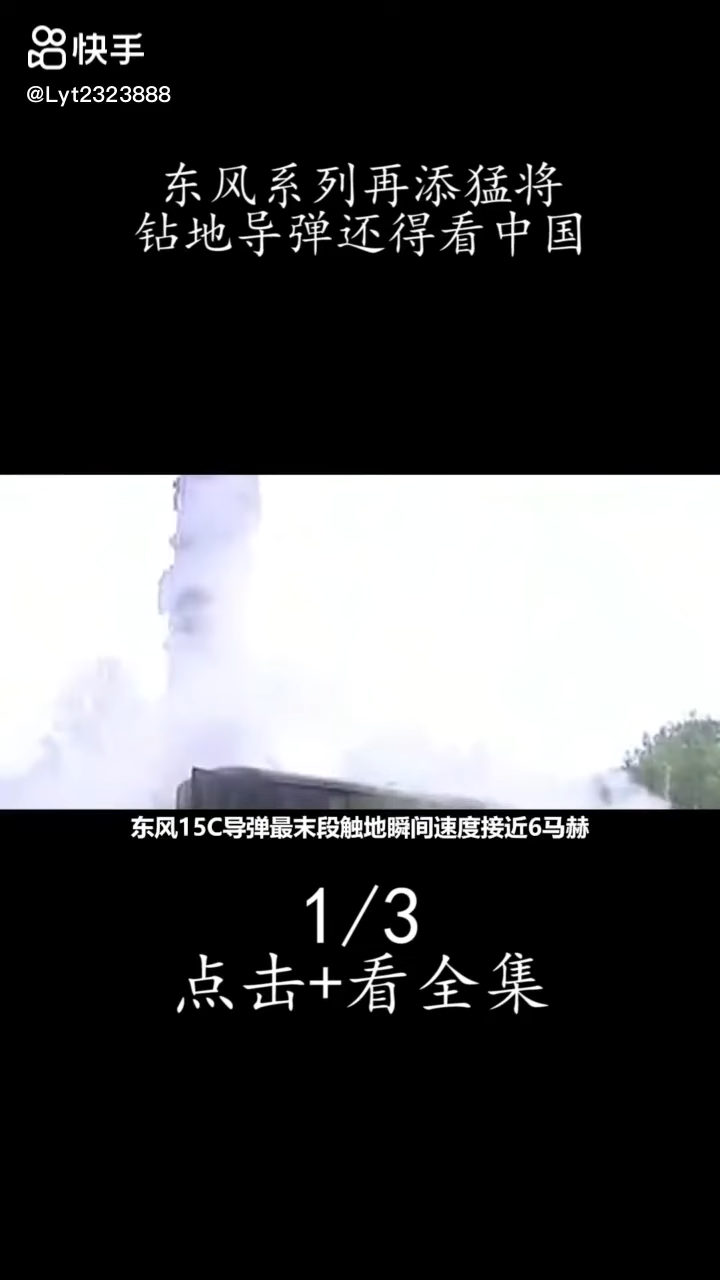 快手
@Lyt2323888
东风系列再添猛将
钻地导弹还得看中国
东风15C导弹最末段触地瞬间速度接近6马赫
1/3
点击+看全集